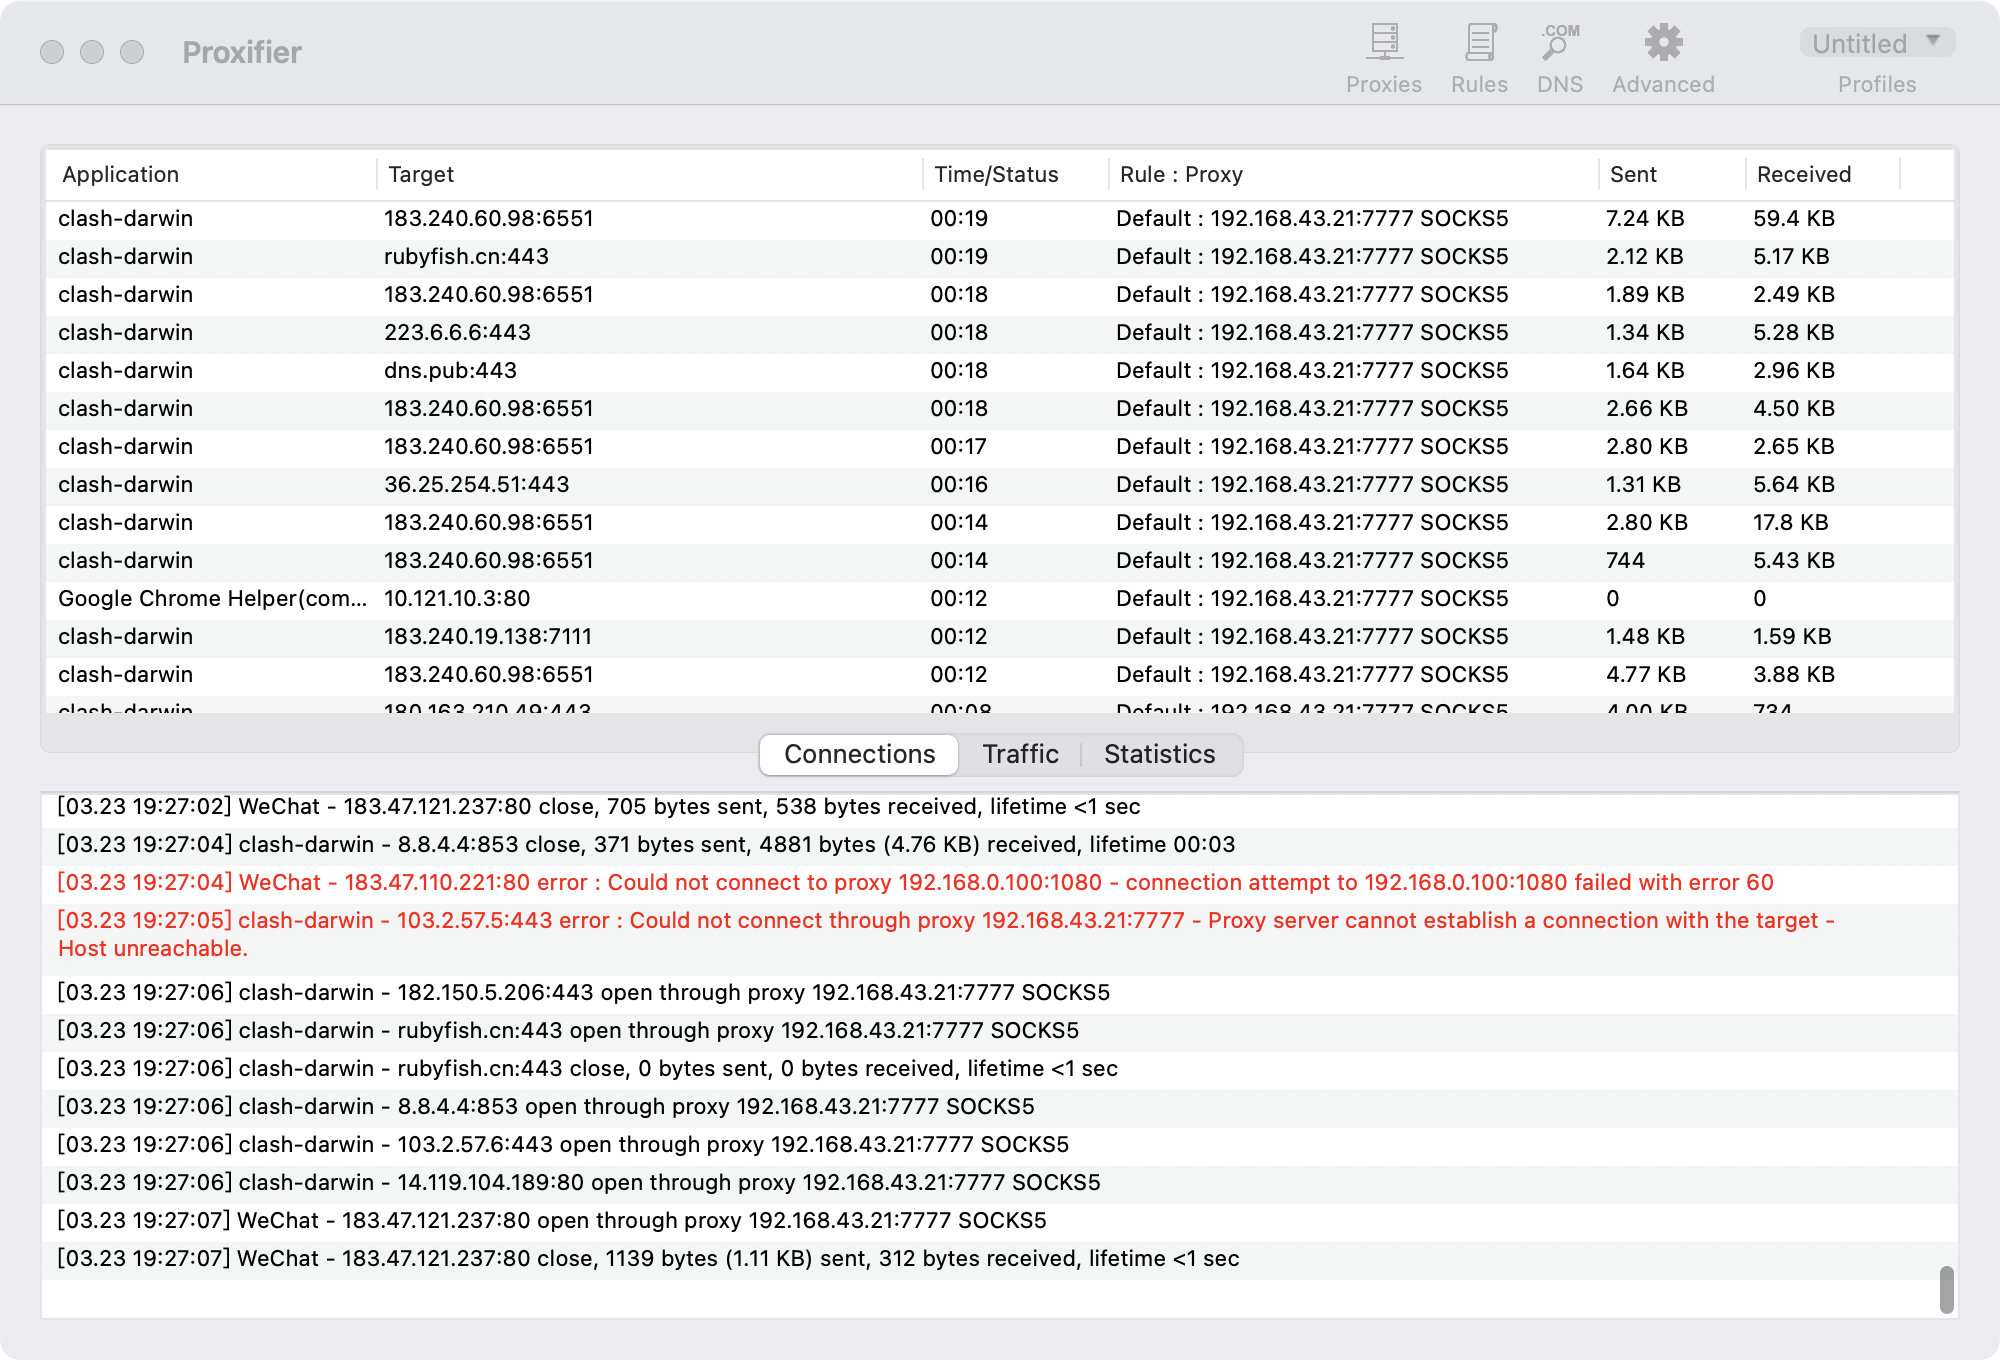 Proxifier
.COM
Proxies Rules DNS Advanced
Untitled
Profiles
Application Target Time/Status Rule : Proxy Sent Received
clash-darwin 183.240.60.98:6551 00:19 Default : 192.168.43.21:7777 SOCKS5 7.24 KB 59.4 KB
clash-darwin rubyfish.cn:443 00:19 Default : 192.168.43.21:7777 SOCKS5 2.12 KB 5.17 KB
clash-darwin 183.240.60.98:6551 00:18 Default : 192.168.43.21:7777 SOCKS5 1.89 KB 2.49 KB
clash-darwin 223.6.6.6:443 00:18 Default : 192.168.43.21:7777 SOCKS5 1.34 KB 5.28 KB
clash-darwin dns.pub:443 00:18 Default : 192.168.43.21:7777 SOCKS5 1.64 KB 2.96 KB
clash-darwin 183.240.60.98:6551 00:18 Default : 192.168.43.21:7777 SOCKS5 2.66 KB 4.50 KB
clash-darwin 183.240.60.98:6551 00:17 Default : 192.168.43.21:7777 SOCKS5 2.80 KB 2.65 KB
clash-darwin 36.25.254.51:443 00:16 Default : 192.168.43.21:7777 SOCKS5 1.31 KB 5.64 KB
clash-darwin 183.240.60.98:6551 00:14 Default : 192.168.43.21:7777 SOCKS5 2.80 KB 17.8 KB
clash-darwin 183.240.60.98:6551 00:14 Default : 192.168.43.21:7777 SOCKS5 744 5.43 KB
Google Chrome Helper(com... 10.121.10.3:80 00:12 Default : 192.168.43.21:7777 SOCKS5 0 0
clash-darwin 183.240.19.138:7111 00:12 Default : 192.168.43.21:7777 SOCKS5 1.48 KB 1.59 KB
clash-darwin 183.240.60.98:6551 00:12 Default : 192.168.43.21:7777 SOCKS5 4.77 KB 3.88 KB
clash-darwin 180.163.210.49:443 00:08 Default : 192.168.43.21:7777 SOCKS5 4.00 KB 734
Connections Traffic Statistics
[03.23 19:27:02] WeChat - 183.47.121.237:80 close, 705 bytes sent, 538 bytes received, lifetime <1 sec
[03.23 19:27:04] clash-darwin - 8.8.4.4:853 close, 371 bytes sent, 4881 bytes (4.76 KB) received, lifetime 00:03
[03.23 19:27:04] WeChat - 183.47.110.221:80 error : Could not connect to proxy 192.168.0.100:1080 - connection attempt to 192.168.0.100:1080 failed with error 60
[03.23 19:27:05] clash-darwin - 103.2.57.5:443 error : Could not connect through proxy 192.168.43.21:7777 - Proxy server cannot establish a connection with the target -
Host unreachable.
[03.23 19:27:06] clash-darwin - 182.150.5.206:443 open through proxy 192.168.43.21:7777 SOCKS5
[03.23 19:27:06] clash-darwin - rubyfish.cn:443 open through proxy 192.168.43.21:7777 SOCKS5
[03.23 19:27:06] clash-darwin - rubyfish.cn:443 close, 0 bytes sent, 0 bytes received, lifetime <1 sec
[03.23 19:27:06] clash-darwin - 8.8.4.4:853 open through proxy 192.168.43.21:7777 SOCKS5
[03.23 19:27:06] clash-darwin - 103.2.57.6:443 open through proxy 192.168.43.21:7777 SOCKS5
[03.23 19:27:06] clash-darwin - 14.119.104.189:80 open through proxy 192.168.43.21:7777 SOCKS5
[03.23 19:27:07] WeChat - 183.47.121.237:80 open through proxy 192.168.43.21:7777 SOCKS5
[03.23 19:27:07] WeChat - 183.47.121.237:80 close, 1139 bytes (1.11 KB) sent, 312 bytes received, lifetime <1 sec